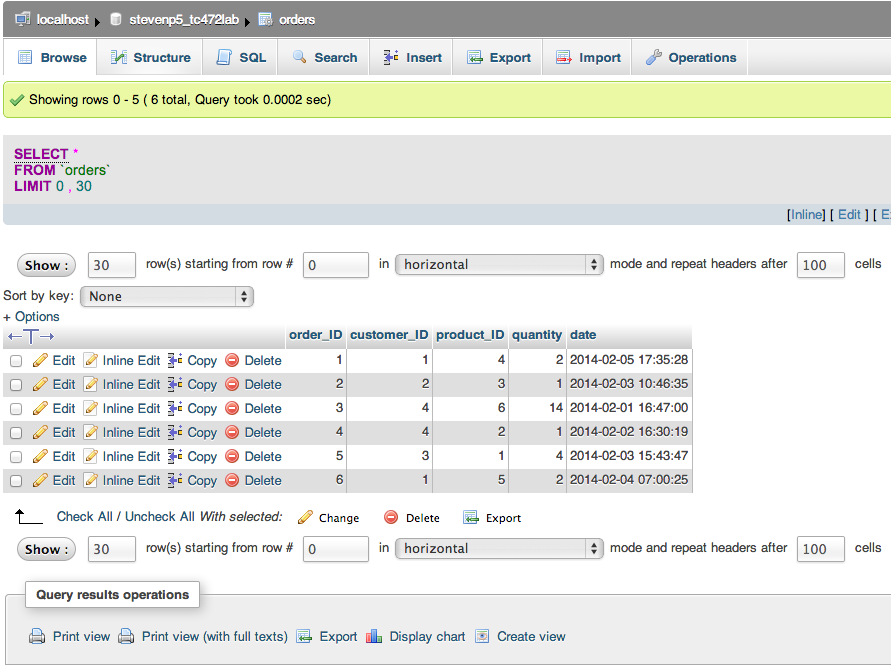 localhost ▸ stevenp5_tc472lab ▸ orders
Browse Structure SQL Search Insert Export Import Operations
Showing rows 0 - 5 ( 6 total, Query took 0.0002 sec)
SELECT *
FROM `orders`
LIMIT 0 , 30
[Inline] [ Edit ] [ E
Show : 30 row(s) starting from row # 0 in horizontal mode and repeat headers after 100 cells
Sort by key: None
+ Options
←T→ order_ID customer_ID product_ID quantity date
Edit Inline Edit Copy Delete 1 1 4 2 2014-02-05 17:35:28
Edit Inline Edit Copy Delete 2 2 3 1 2014-02-03 10:46:35
Edit Inline Edit Copy Delete 3 4 6 14 2014-02-01 16:47:00
Edit Inline Edit Copy Delete 4 4 2 1 2014-02-02 16:30:19
Edit Inline Edit Copy Delete 5 3 1 4 2014-02-03 15:43:47
Edit Inline Edit Copy Delete 6 1 5 2 2014-02-04 07:00:25
Check All / Uncheck All With selected: Change Delete Export
Show : 30 row(s) starting from row # 0 in horizontal mode and repeat headers after 100 cells
Query results operations
Print view Print view (with full texts) Export Display chart Create view